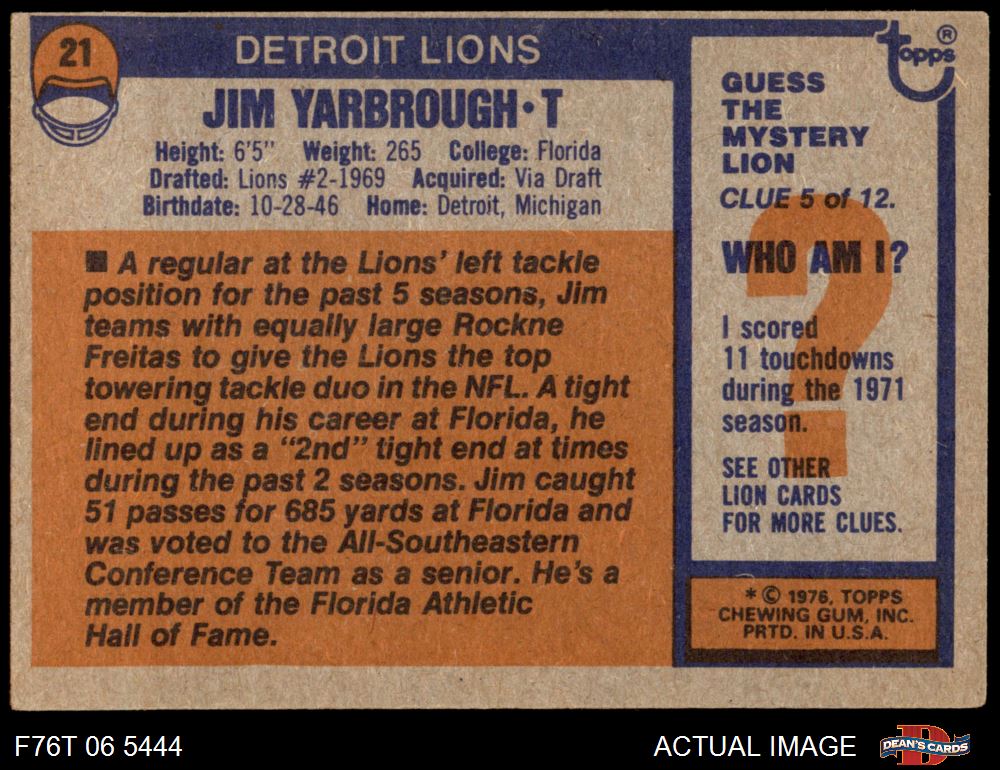 21
DETROIT LIONS
JIM YARBROUGH•T
Height: 6'5" Weight: 265 College: Florida
Drafted: Lions #2-1969 Acquired: Via Draft
Birthdate: 10-28-46 Home: Detroit, Michigan
■ A regular at the Lions' left tackle
position for the past 5 seasons, Jim
teams with equally large Rockne
Freitas to give the Lions the top
towering tackle duo in the NFL. A tight
end during his career at Florida, he
lined up as a "2nd" tight end at times
during the past 2 seasons. Jim caught
51 passes for 685 yards at Florida and
was voted to the All-Southeastern
Conference Team as a senior. He's a
member of the Florida Athletic
Hall of Fame.
topps®
GUESS
THE
MYSTERY
LION
CLUE 5 of 12.
?
WHO AM I?
I scored
11 touchdowns
during the 1971
season.
SEE OTHER
LION CARDS
FOR MORE CLUES.
* © 1976, TOPPS
CHEWING GUM, INC.
PRTD. IN U.S.A.
F76T 06 5444
ACTUAL IMAGE
D
DEAN'S CARDS